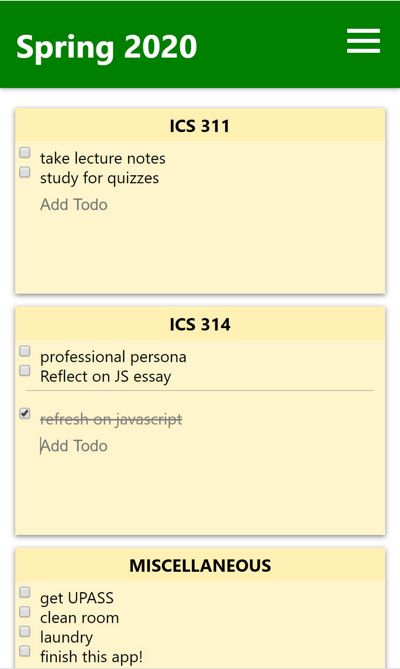 Spring 2020
ICS 311
take lecture notes
study for quizzes
Add Todo
ICS 314
professional persona
Reflect on JS essay
refresh on javascript
Add Todo
MISCELLANEOUS
get UPASS
clean room
laundry
finish this app!